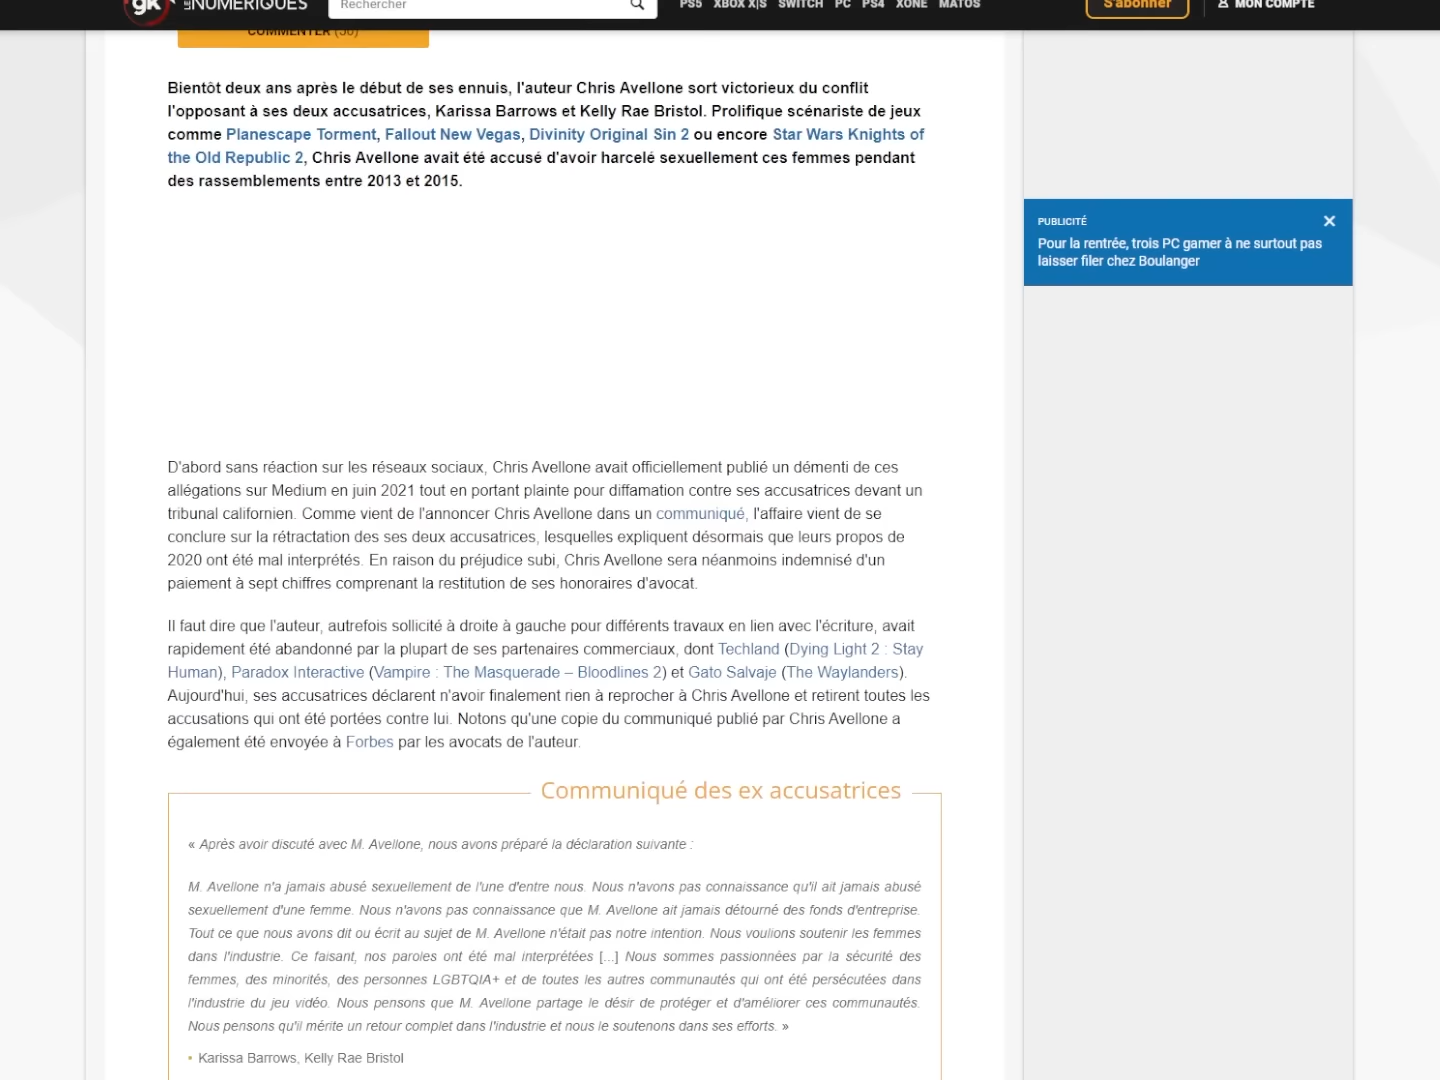 gk LES NUMÉRIQUES
Rechercher
PS5 XBOX X|S SWITCH PC PS4 XONE MATOS
S'abonner
MON COMPTE
COMMENTER (50)
Bientôt deux ans après le début de ses ennuis, l'auteur Chris Avellone sort victorieux du conflit
l'opposant à ses deux accusatrices, Karissa Barrows et Kelly Rae Bristol. Prolifique scénariste de jeux
comme Planescape Torment, Fallout New Vegas, Divinity Original Sin 2 ou encore Star Wars Knights of
the Old Republic 2, Chris Avellone avait été accusé d'avoir harcelé sexuellement ces femmes pendant
des rassemblements entre 2013 et 2015.
PUBLICITÉ
Pour la rentrée, trois PC gamer à ne surtout pas
laisser filer chez Boulanger
D'abord sans réaction sur les réseaux sociaux, Chris Avellone avait officiellement publié un démenti de ces
allégations sur Medium en juin 2021 tout en portant plainte pour diffamation contre ses accusatrices devant un
tribunal californien. Comme vient de l'annoncer Chris Avellone dans un communiqué, l'affaire vient de se
conclure sur la rétractation des ses deux accusatrices, lesquelles expliquent désormais que leurs propos de
2020 ont été mal interprétés. En raison du préjudice subi, Chris Avellone sera néanmoins indemnisé d'un
paiement à sept chiffres comprenant la restitution de ses honoraires d'avocat.
Il faut dire que l'auteur, autrefois sollicité à droite à gauche pour différents travaux en lien avec l'écriture, avait
rapidement été abandonné par la plupart de ses partenaires commerciaux, dont Techland (Dying Light 2 : Stay
Human), Paradox Interactive (Vampire : The Masquerade – Bloodlines 2) et Gato Salvaje (The Waylanders).
Aujourd'hui, ses accusatrices déclarent n'avoir finalement rien à reprocher à Chris Avellone et retirent toutes les
accusations qui ont été portées contre lui. Notons qu'une copie du communiqué publié par Chris Avellone a
également été envoyée à Forbes par les avocats de l'auteur.
Communiqué des ex accusatrices
« Après avoir discuté avec M. Avellone, nous avons préparé la déclaration suivante :
M. Avellone n'a jamais abusé sexuellement de l'une d'entre nous. Nous n'avons pas connaissance qu'il ait jamais abusé
sexuellement d'une femme. Nous n'avons pas connaissance que M. Avellone ait jamais détourné des fonds d'entreprise.
Tout ce que nous avons dit ou écrit au sujet de M. Avellone n'était pas notre intention. Nous voulions soutenir les femmes
dans l'industrie. Ce faisant, nos paroles ont été mal interprétées [...] Nous sommes passionnées par la sécurité des
femmes, des minorités, des personnes LGBTQIA+ et de toutes les autres communautés qui ont été persécutées dans
l'industrie du jeu vidéo. Nous pensons que M. Avellone partage le désir de protéger et d'améliorer ces communautés.
Nous pensons qu'il mérite un retour complet dans l'industrie et nous le soutenons dans ses efforts. »
• Karissa Barrows, Kelly Rae Bristol